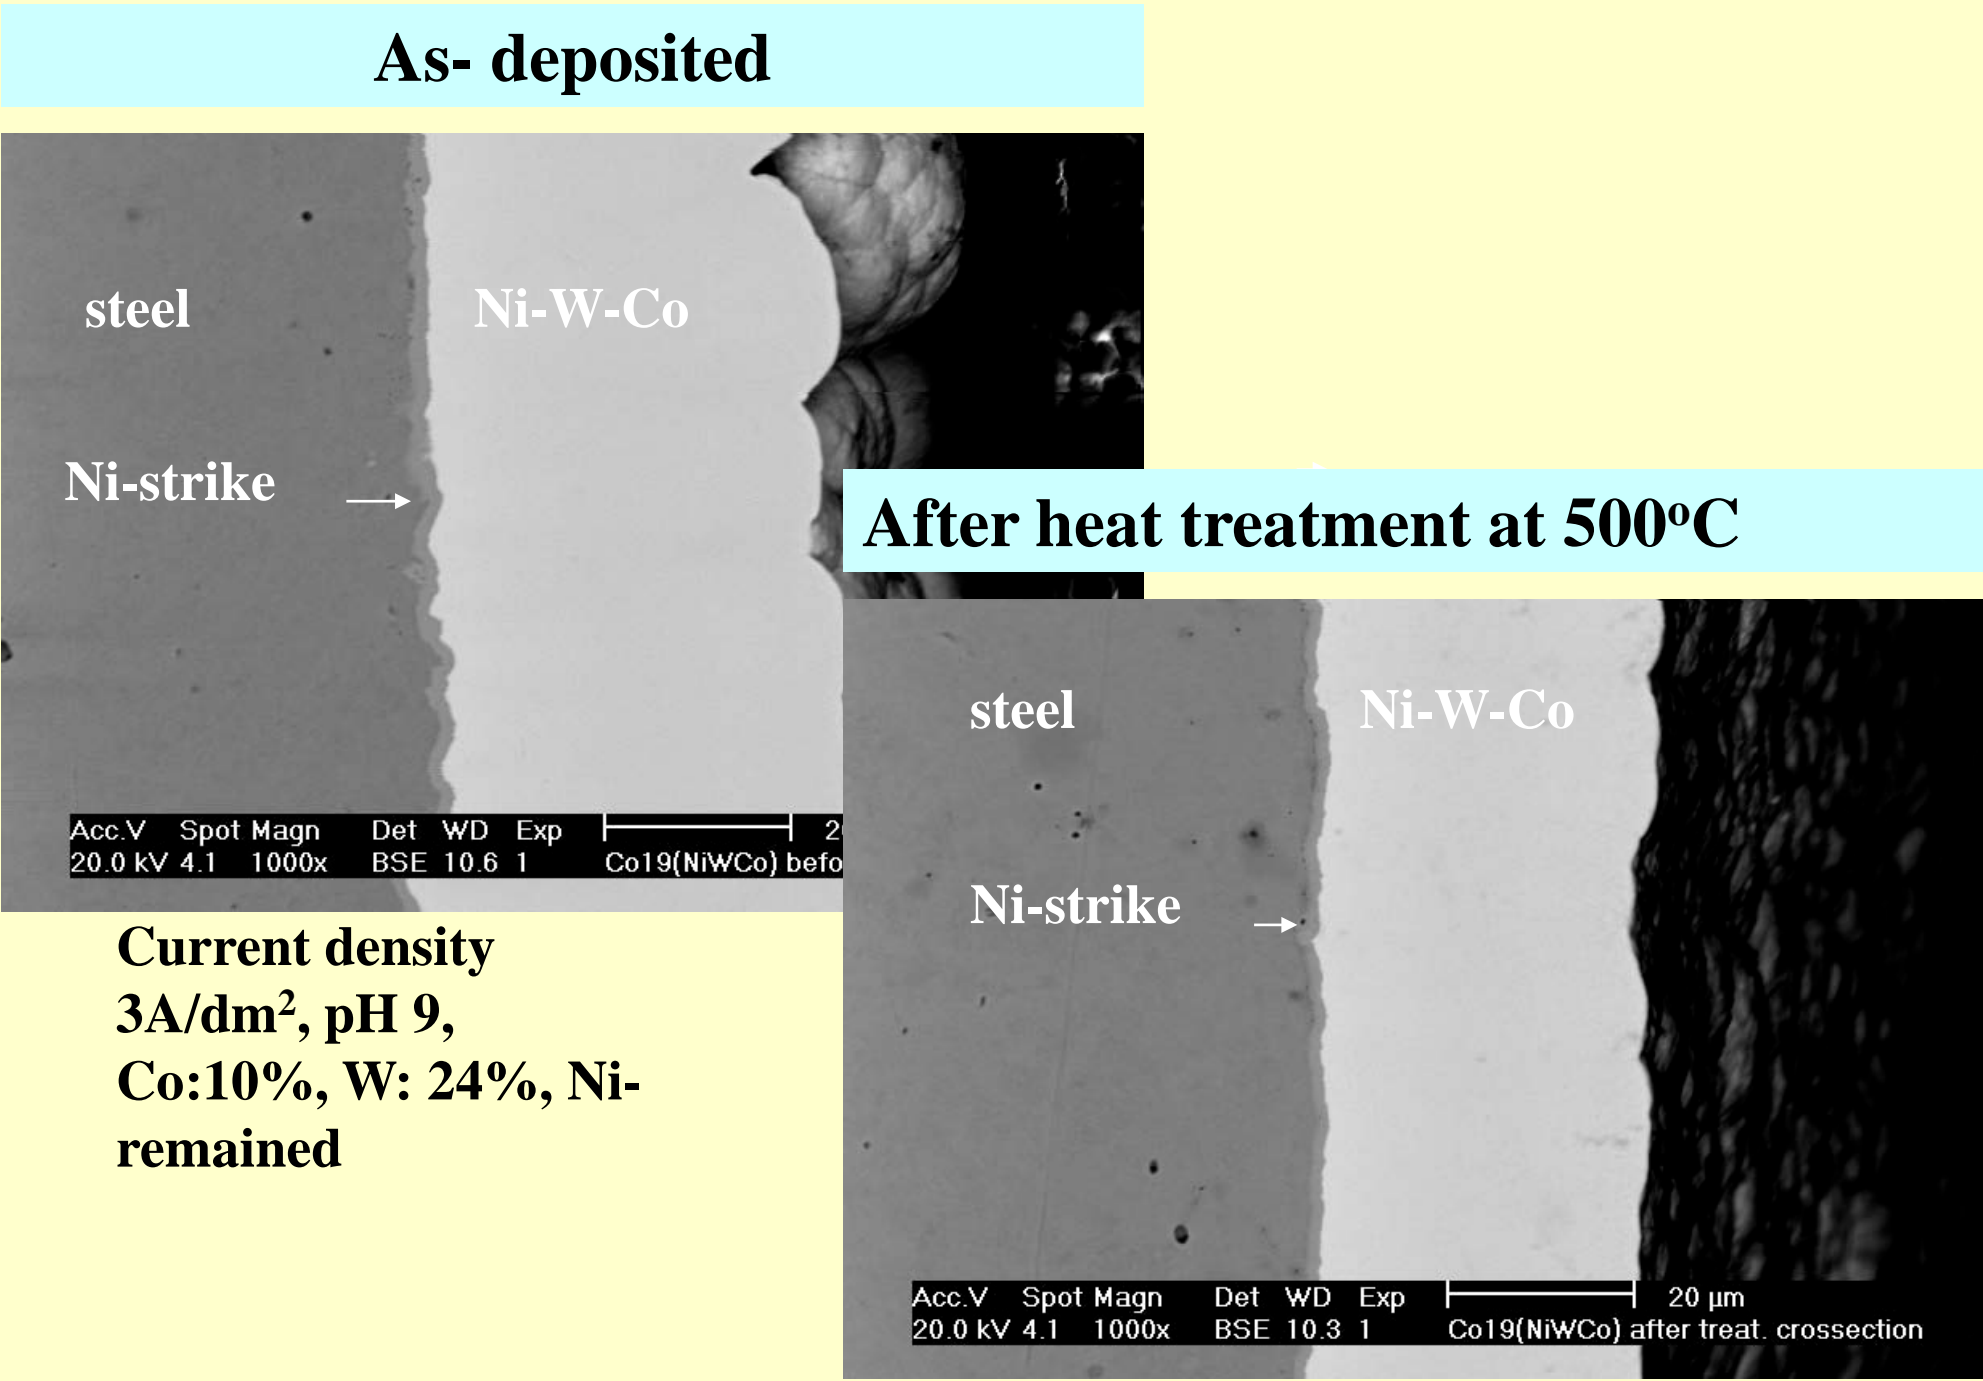 As- deposited
steel
Ni-W-Co
Ni-strike
Acc.V Spot Magn Det WD Exp
20.0 kV 4.1 1000x BSE 10.6 1 Co19(NiWCo)
Current density
3A/dm², pH 9,
Co:10%, W: 24%, Ni-
remained
After heat treatment at 500ºC
steel
Ni-W-Co
Ni-strike
Acc.V Spot Magn Det WD Exp 20 µm
20.0 kV 4.1 1000x BSE 10.3 1 Co19(NiWCo) after treat. crossection